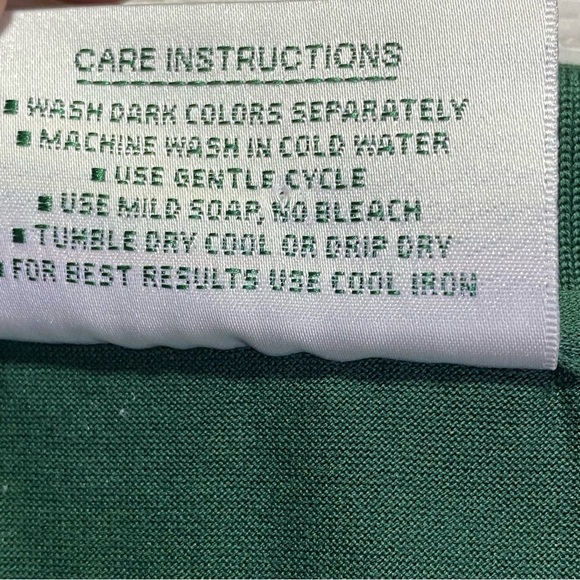 CARE INSTRUCTIONS
▪ WASH DARK COLORS SEPARATELY
▪ MACHINE WASH IN COLD WATER
▪ USE GENTLE CYCLE
▪ USE MILD SOAP, NO BLEACH
▪ TUMBLE DRY COOL OR DRIP DRY
▪ FOR BEST RESULTS USE COOL IRON